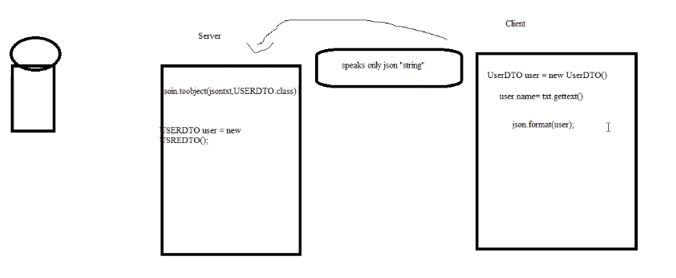 Server
soin.toobject(jsontxt,USERDTO.class)
USERDTO user = new
USREDTO();
speaks only json "string"
Client
UserDTO user = new UserDTO()
user.name= txt.gettext()
json.format(user);